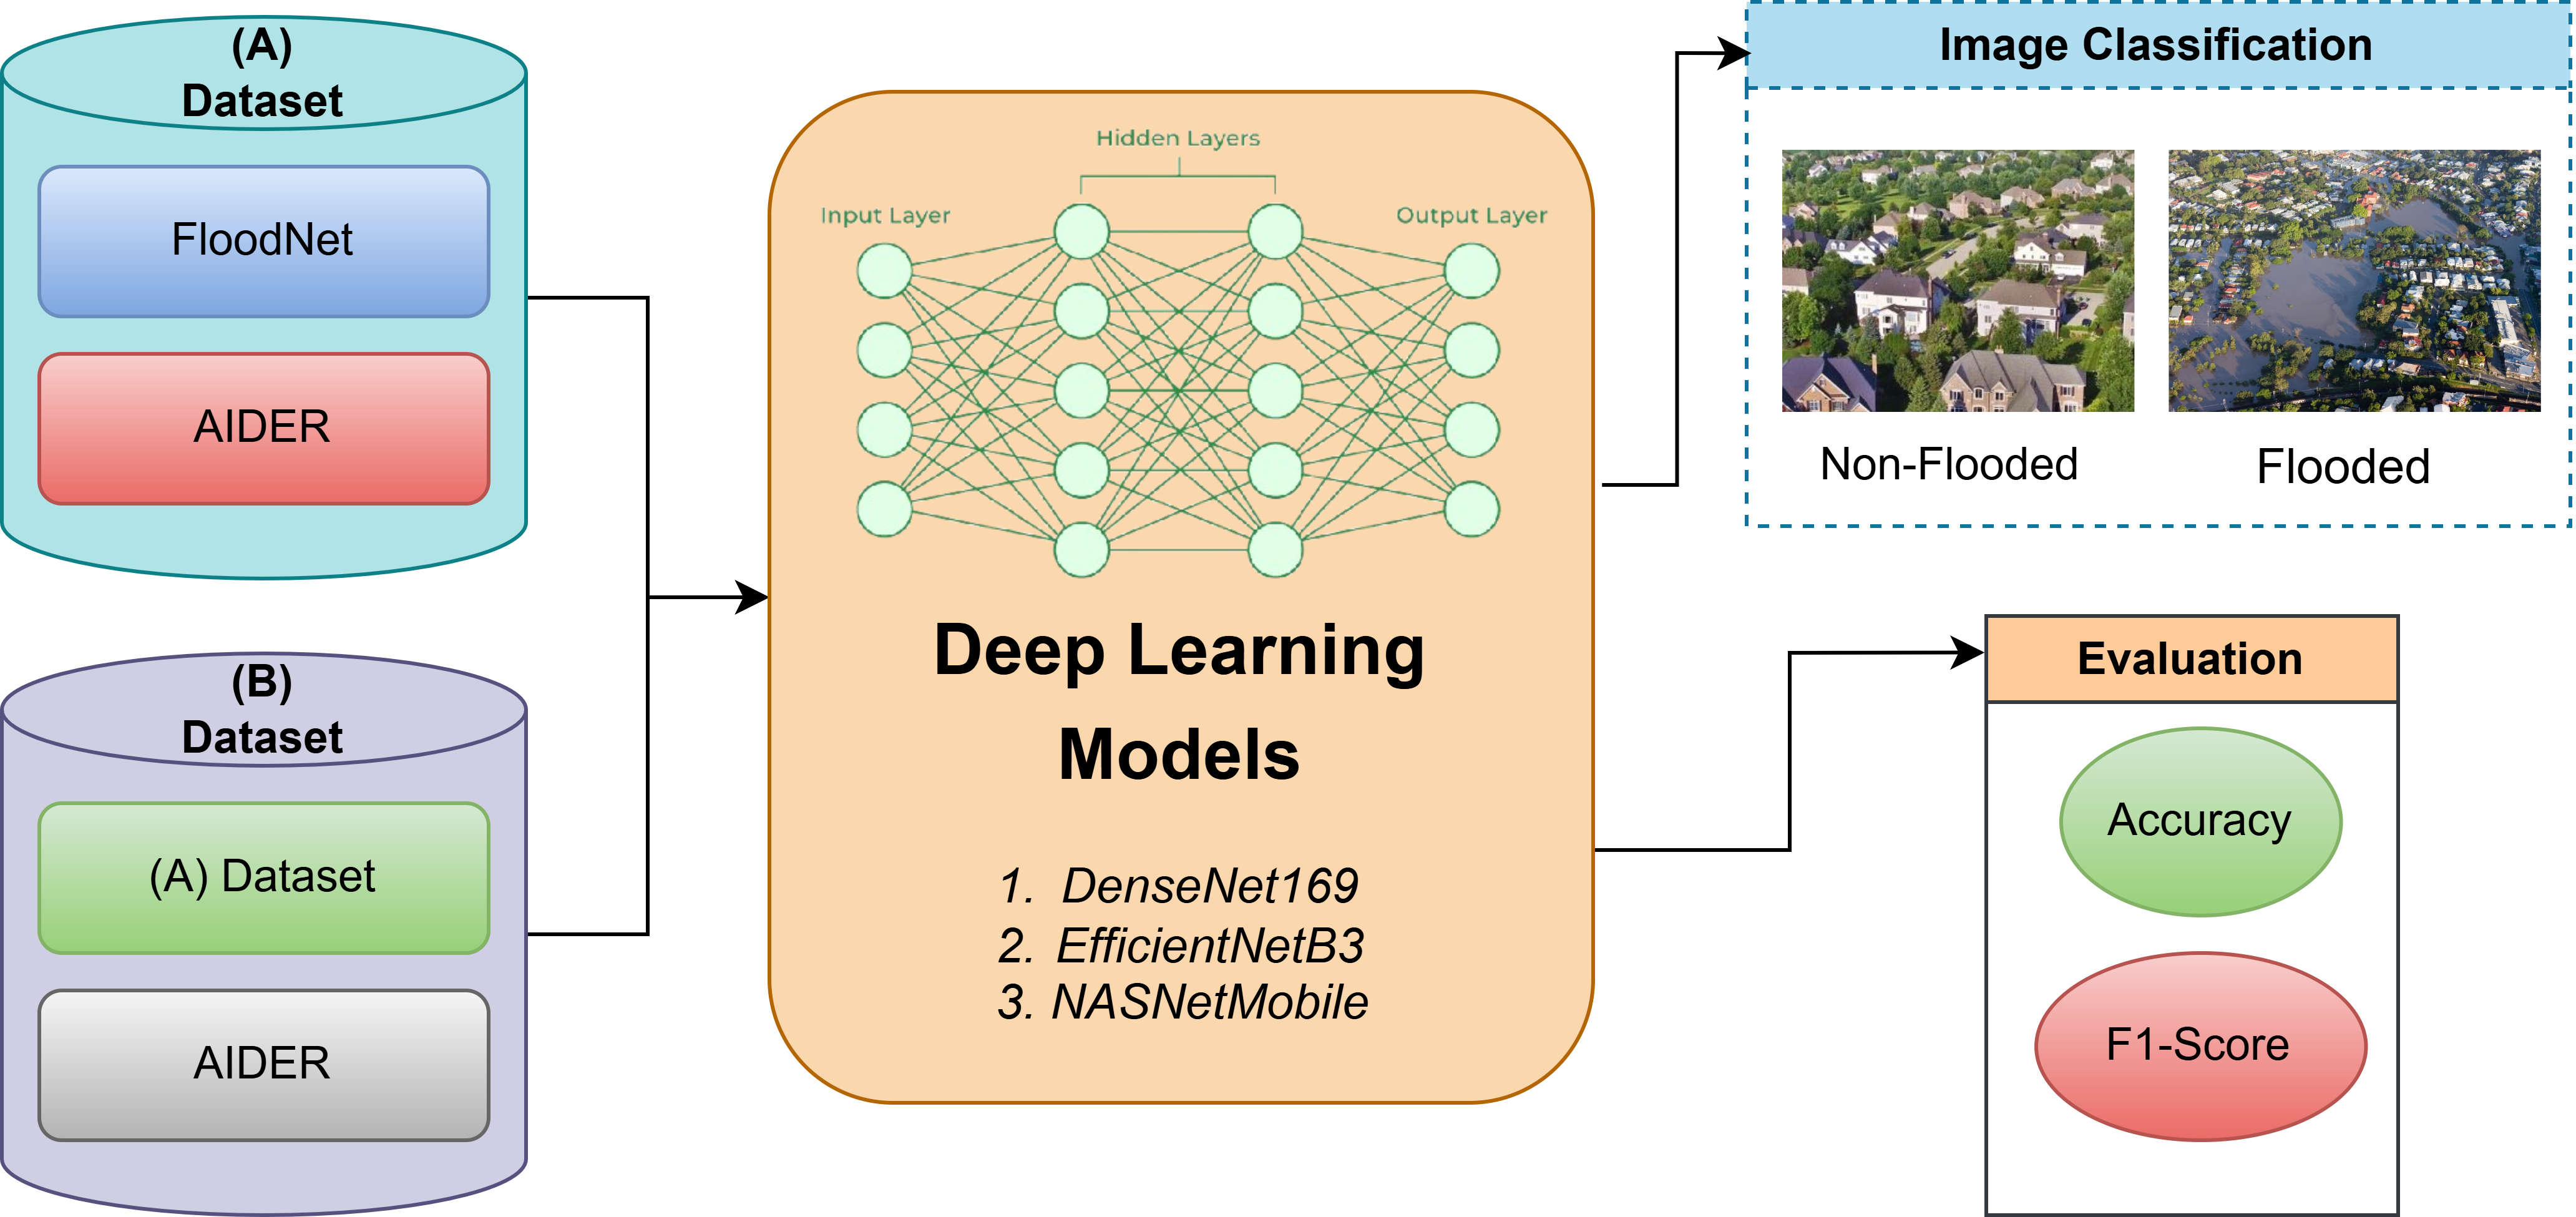 (A)
Dataset
FloodNet
AIDER
(B)
Dataset
(A) Dataset
AIDER
Hidden Layers
Input Layer
Output Layer
Deep Learning
Models
1. DenseNet169
2. EfficientNetB3
3. NASNetMobile
Image Classification
Non-Flooded
Flooded
Evaluation
Accuracy
F1-Score